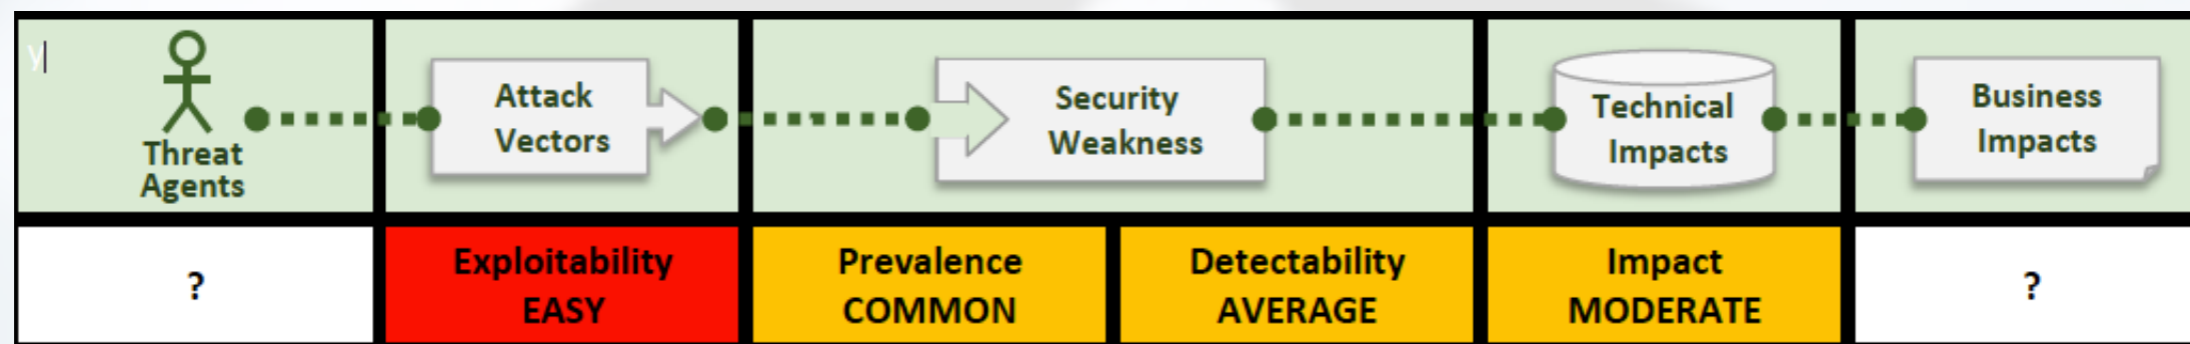 y
Threat
Agents
Attack
Vectors
Security
Weakness
Technical
Impacts
Business
Impacts
?
Exploitability
EASY
Prevalence
COMMON
Detectability
AVERAGE
Impact
MODERATE
?